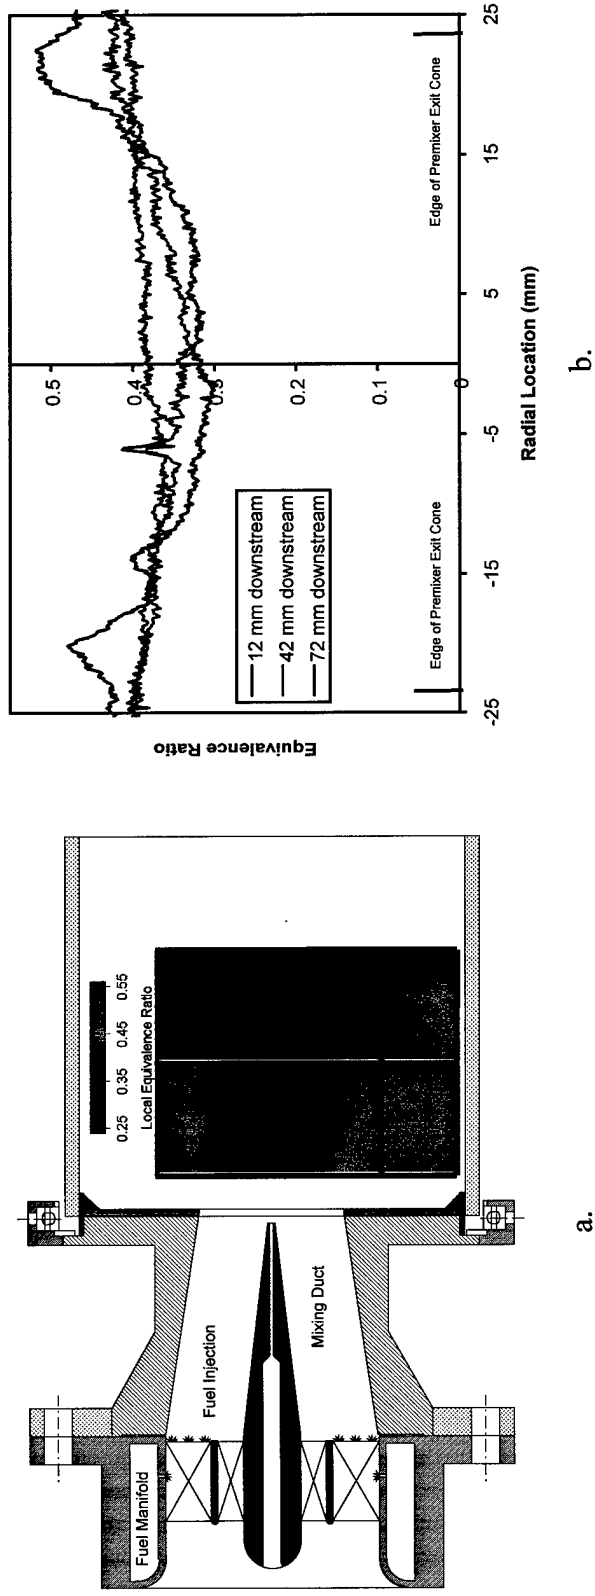 Fuel Manifold
Fuel Injection
Mixing Duct
0.25 0.35 0.45 0.55
Local Equivalence Ratio
a.
Equivalence Ratio
0.5
0.4
0.3
0.2
0.1
0
12 mm downstream
42 mm downstream
72 mm downstream
Edge of Premixer Exit Cone
Edge of Premixer Exit Cone
-25 -15 -5 5 15 25
Radial Location (mm)
b.